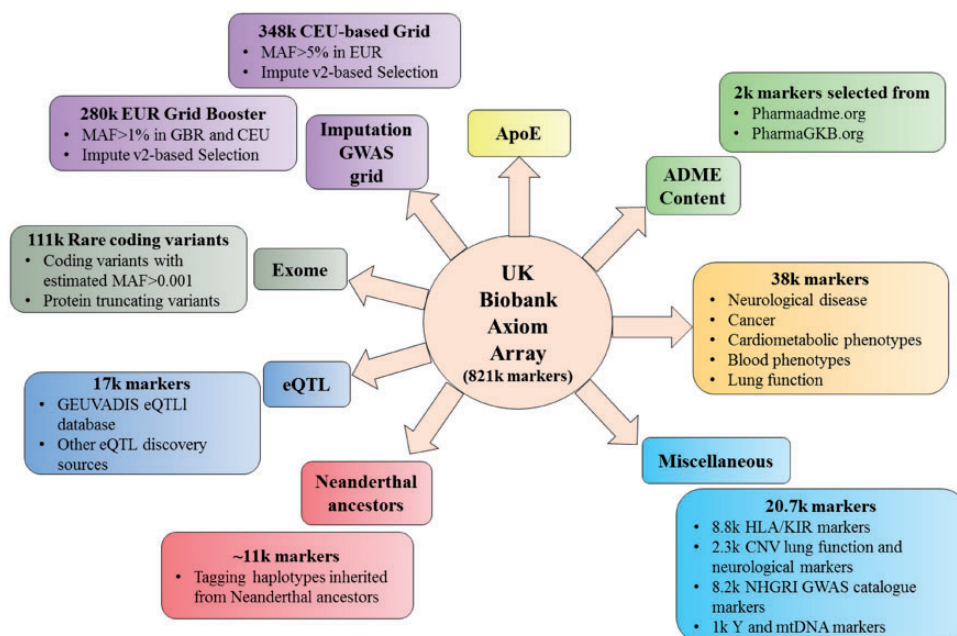 348k CEU-based Grid
• MAF>5% in EUR
• Impute v2-based Selection
280k EUR Grid Booster
• MAF>1% in GBR and CEU
• Impute v2-based Selection
Imputation
GWAS
grid
ApoE
2k markers selected from
• Pharmaadme.org
• PharmaGKB.org
ADME
Content
111k Rare coding variants
• Coding variants with
estimated MAF>0.001
• Protein truncating variants
Exome
UK
Biobank
Axiom
Array
(821k markers)
38k markers
• Neurological disease
• Cancer
• Cardiometabolic phenotypes
• Blood phenotypes
• Lung function
17k markers
• GEUVADIS eQTLl
database
• Other eQTL discovery
sources
eQTL
Neanderthal
ancestors
~11k markers
• Tagging haplotypes inherited
from Neanderthal ancestors
Miscellaneous
20.7k markers
• 8.8k HLA/KIR markers
• 2.3k CNV lung function and
neurological markers
• 8.2k NHGRI GWAS catalogue
markers
• 1k Y and mtDNA markers